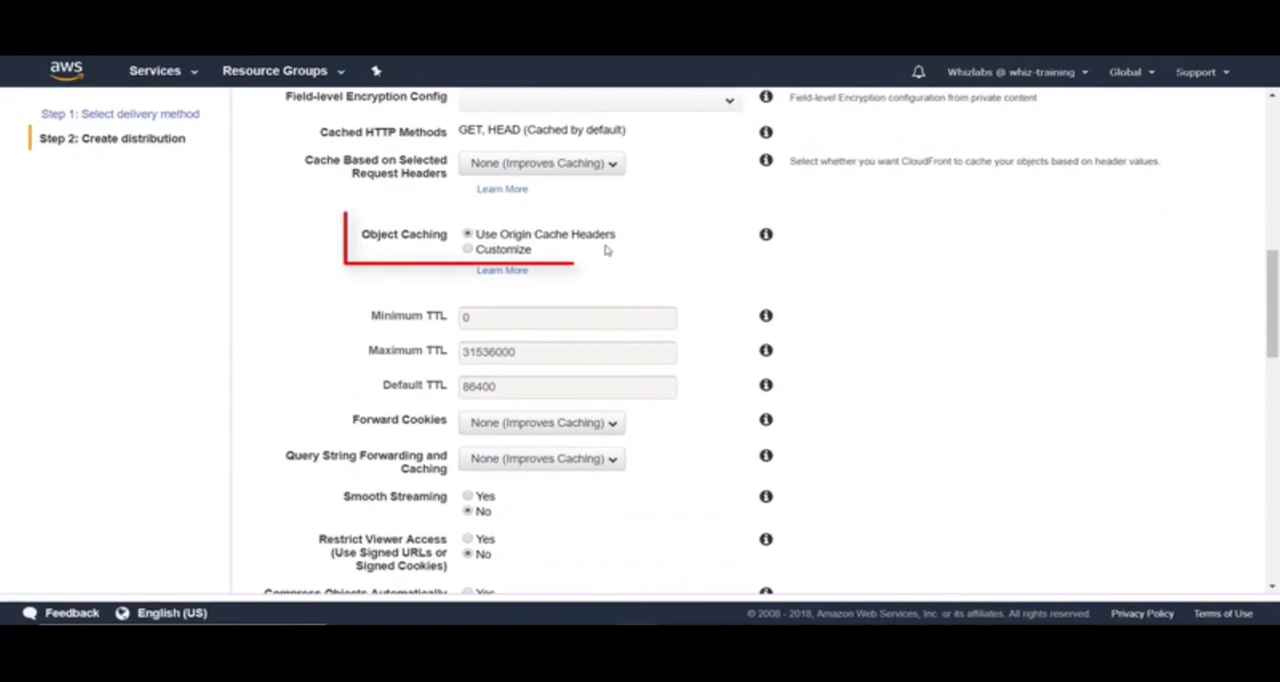 aws Services Resource Groups Whizlabs @ whiz-training Global Support
Step 1: Select delivery method
Step 2: Create distribution
Field-level Encryption Config Field-level Encryption configuration from private content
Cached HTTP Methods GET, HEAD (Cached by default)
Cache Based on Selected
Request Headers
None (Improves Caching)
Select whether you want CloudFront to cache your objects based on header values.
Learn More
Object Caching Use Origin Cache Headers
Customize
Learn More
Minimum TTL 0
Maximum TTL 31536000
Default TTL 86400
Forward Cookies None (Improves Caching)
Query String Forwarding and
Caching
None (Improves Caching)
Smooth Streaming Yes
No
Restrict Viewer Access
(Use Signed URLs or
Signed Cookies)
Yes
No
Compress Objects Automatically Yes
Feedback English (US) © 2008 - 2018, Amazon Web Services, Inc. or its affiliates. All rights reserved. Privacy Policy Terms of Use